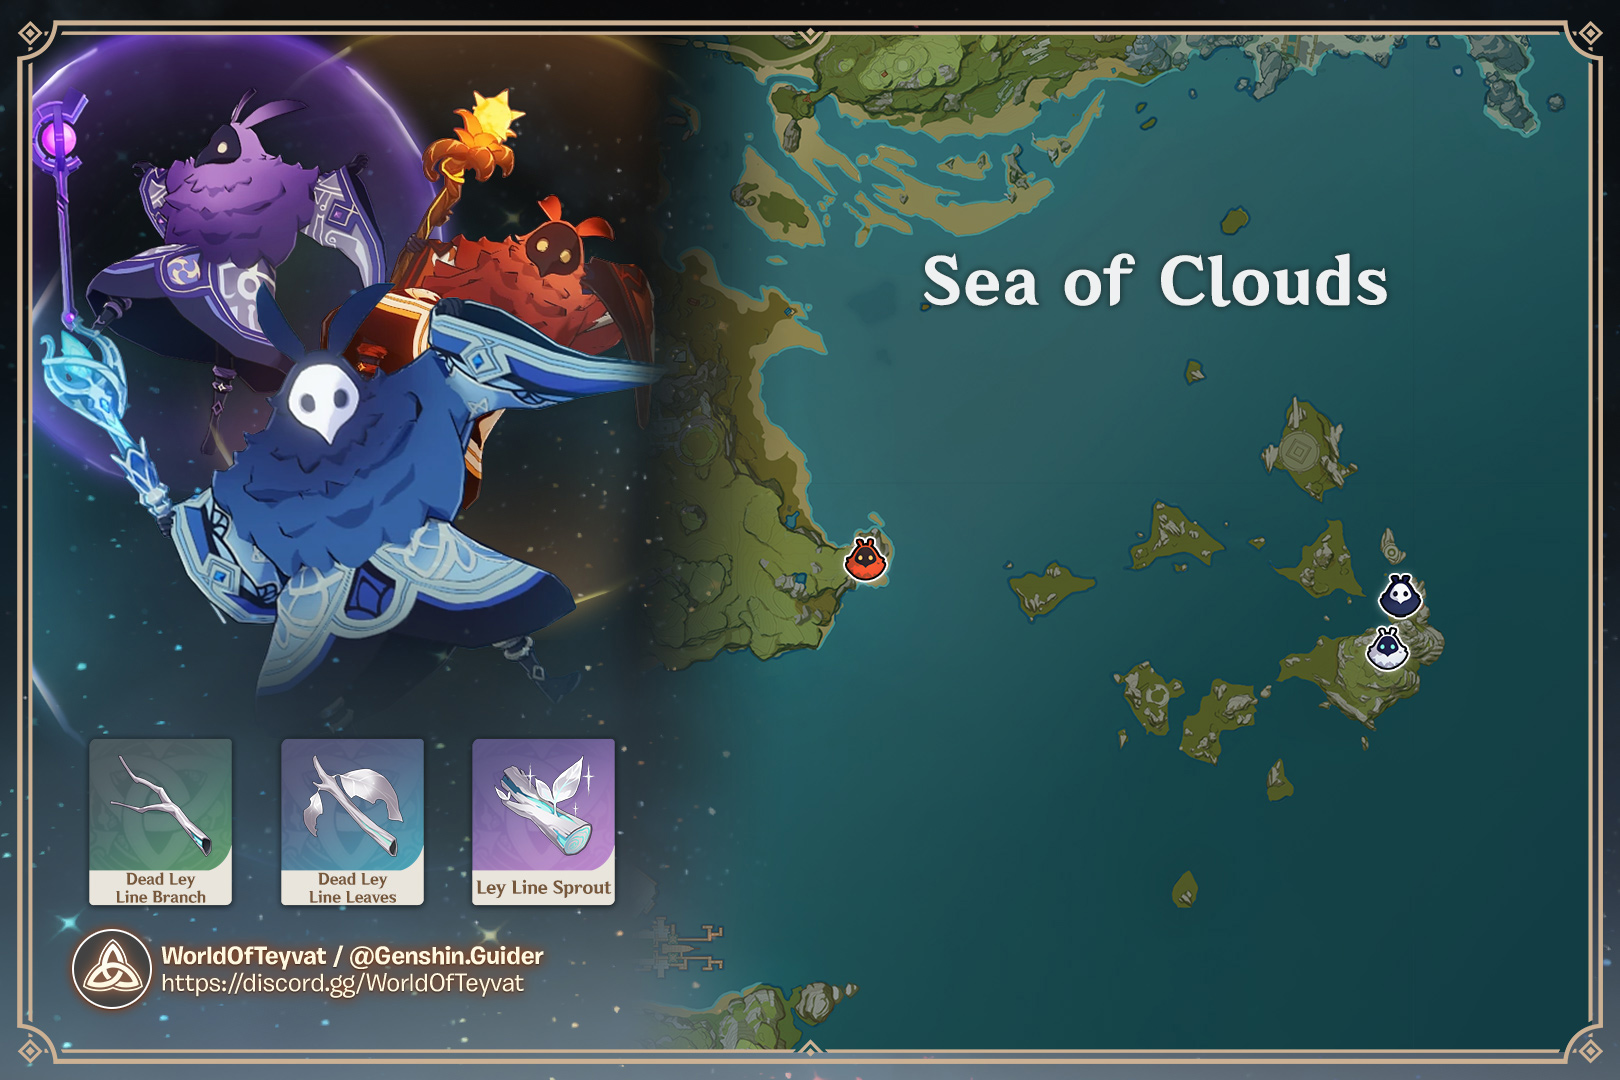 Sea of Clouds
Dead Ley
Line Branch
Dead Ley
Line Leaves
Ley Line Sprout
WorldOfTeyvat / @Genshin.Guider
https://discord.gg/WorldOfTeyvat